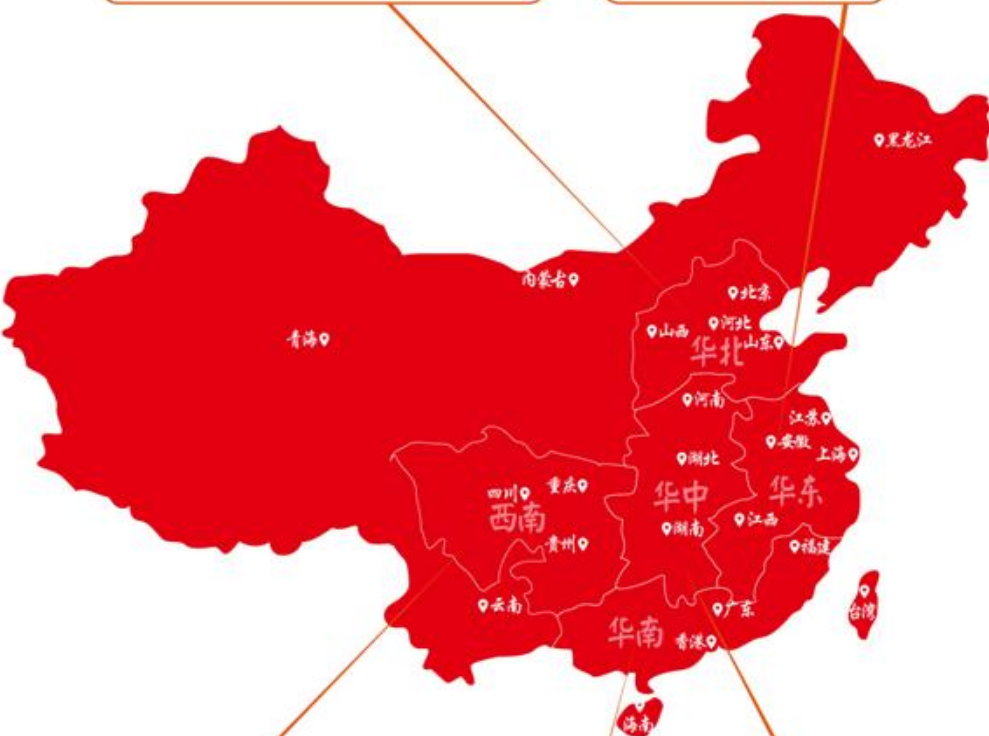 黑龙江
内蒙古
北京
河北
山西
山东
青海
华北
河南
江苏
安徽
上海
湖北
重庆
四川
华中
华东
西南
江西
湖南
贵州
福建
云南
广东
台湾
华南
香港
海南